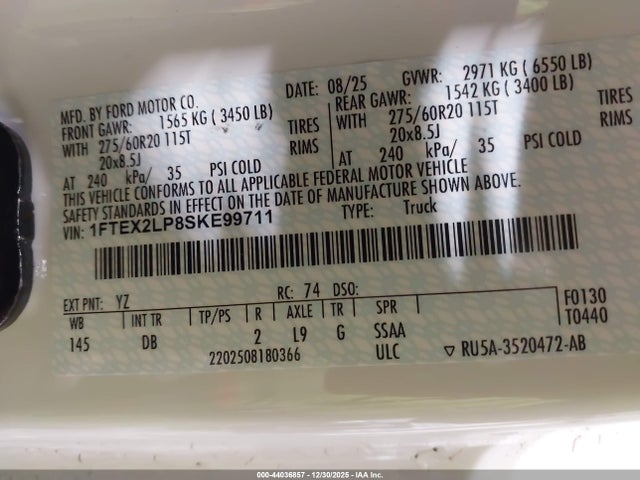 MFD. BY FORD MOTOR CO. DATE: 08/25 GVWR: 2971 KG ( 6550 LB)
FRONT GAWR: 1565 KG ( 3450 LB) REAR GAWR: 1542 KG ( 3400 LB)
WITH 275/60R20 115T TIRES WITH 275/60R20 115T TIRES
20x8.5J RIMS 20x8.5J RIMS
AT 240 kPa/ 35 PSI COLD AT 240 kPa/ 35 PSI COLD
THIS VEHICLE CONFORMS TO ALL APPLICABLE FEDERAL MOTOR VEHICLE
SAFETY STANDARDS IN EFFECT ON THE DATE OF MANUFACTURE SHOWN ABOVE.
VIN: 1FTEX2LP8SKE99711 TYPE: Truck
EXT PNT: YZ RC: 74 DSO: F0130
WB INT TR TP/PS R AXLE TR SPR T0440
145 DB 2 L9 G SSAA
2202508180366 ULC ▽ RU5A-3520472-AB
000-44036857 - 12/30/2025 - IAA Inc.